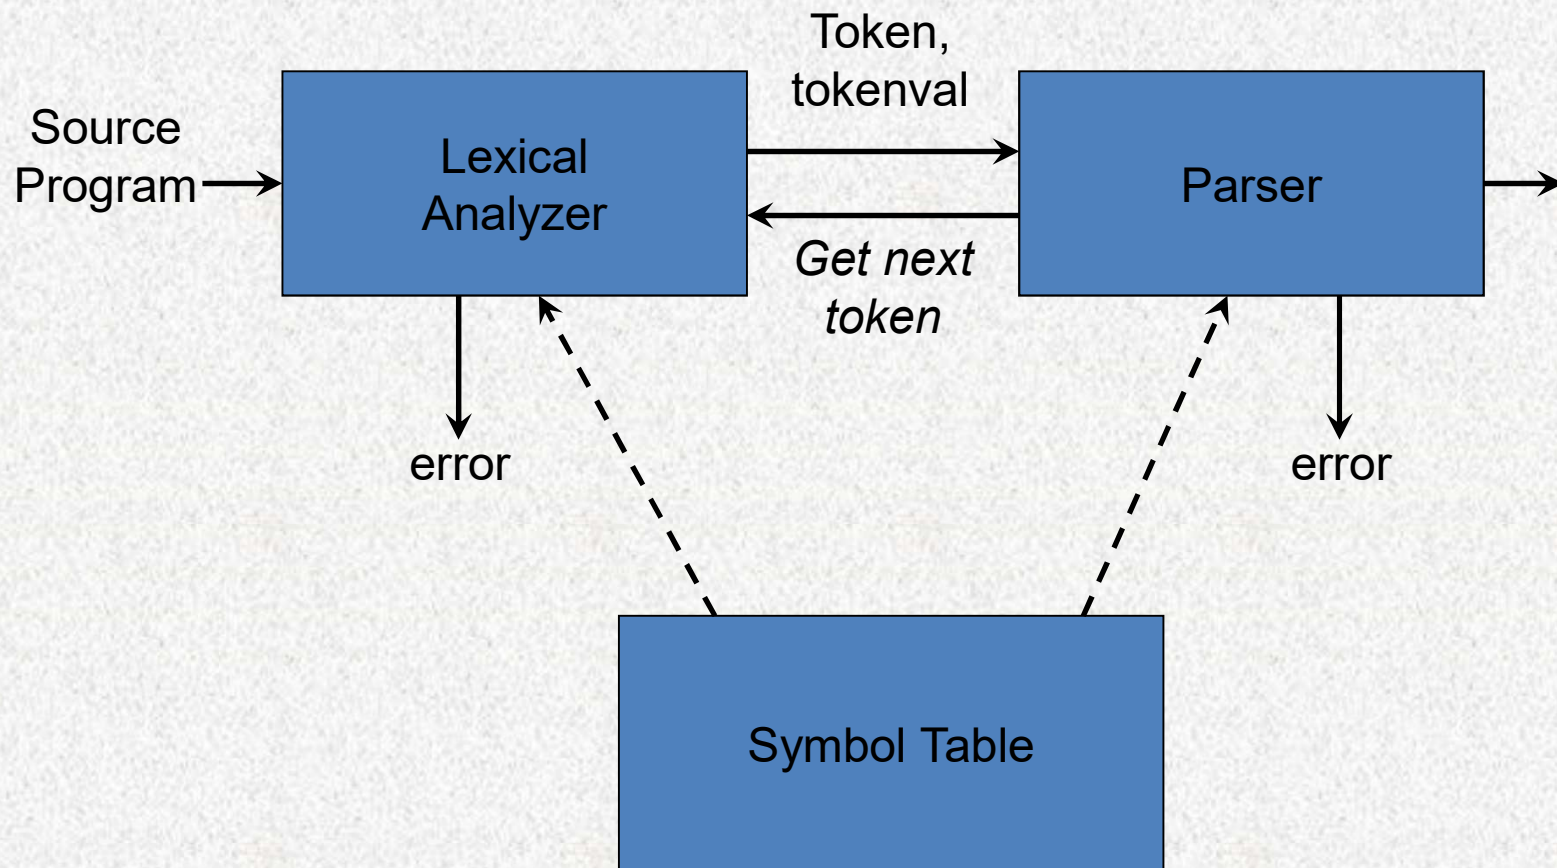 Token,
tokenval
Source
Program
Lexical
Analyzer
Parser
Get next
token
error
error
Symbol Table